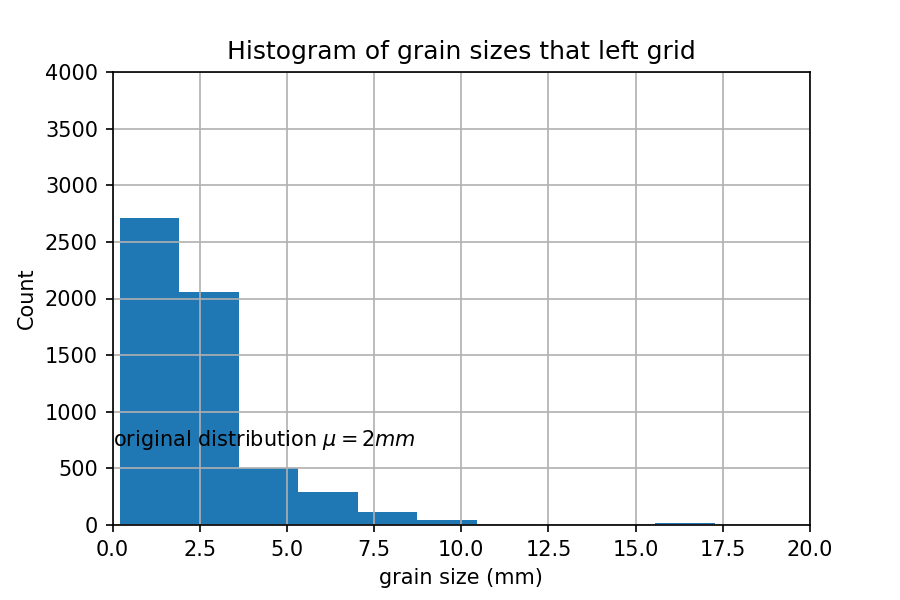 Histogram of grain sizes that left grid
4000
3500
3000
2500
2000
1500
1000
500
0
Count
original distribution μ = 2mm
0.0 2.5 5.0 7.5 10.0 12.5 15.0 17.5 20.0
grain size (mm)